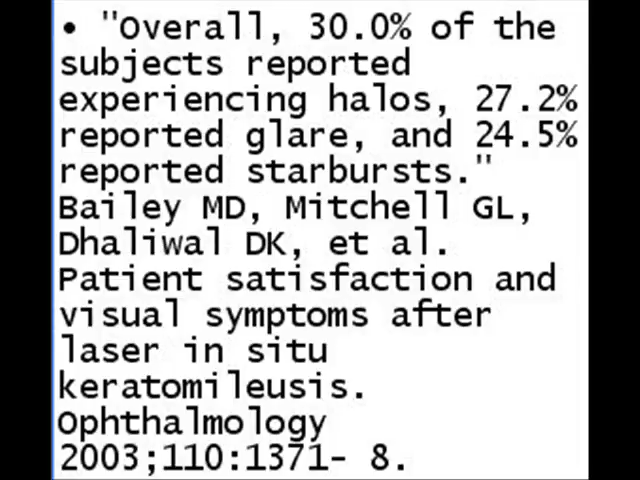 • "Overall, 30.0% of the
subjects reported
experiencing halos, 27.2%
reported glare, and 24.5%
reported starbursts."
Bailey MD, Mitchell GL,
Dhaliwal DK, et al.
Patient satisfaction and
visual symptoms after
laser in situ
keratomileusis.
Ophthalmology
2003;110:1371- 8.